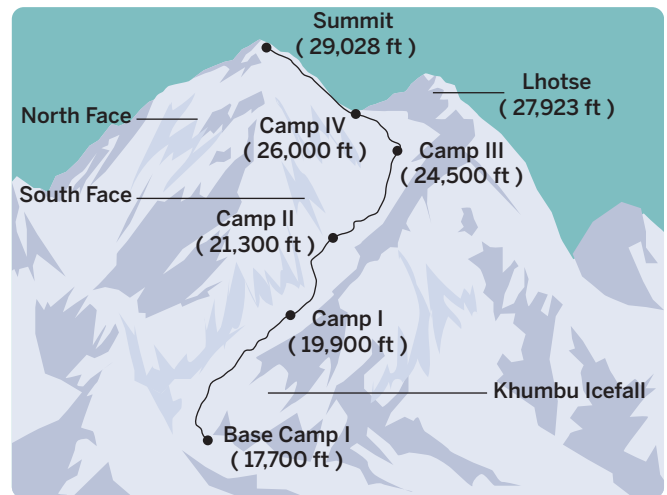 Summit
( 29,028 ft )
Lhotse
( 27,923 ft )
North Face
Camp IV
( 26,000 ft )
Camp III
( 24,500 ft )
South Face
Camp II
( 21,300 ft )
Camp I
( 19,900 ft )
Khumbu Icefall
Base Camp I
( 17,700 ft )